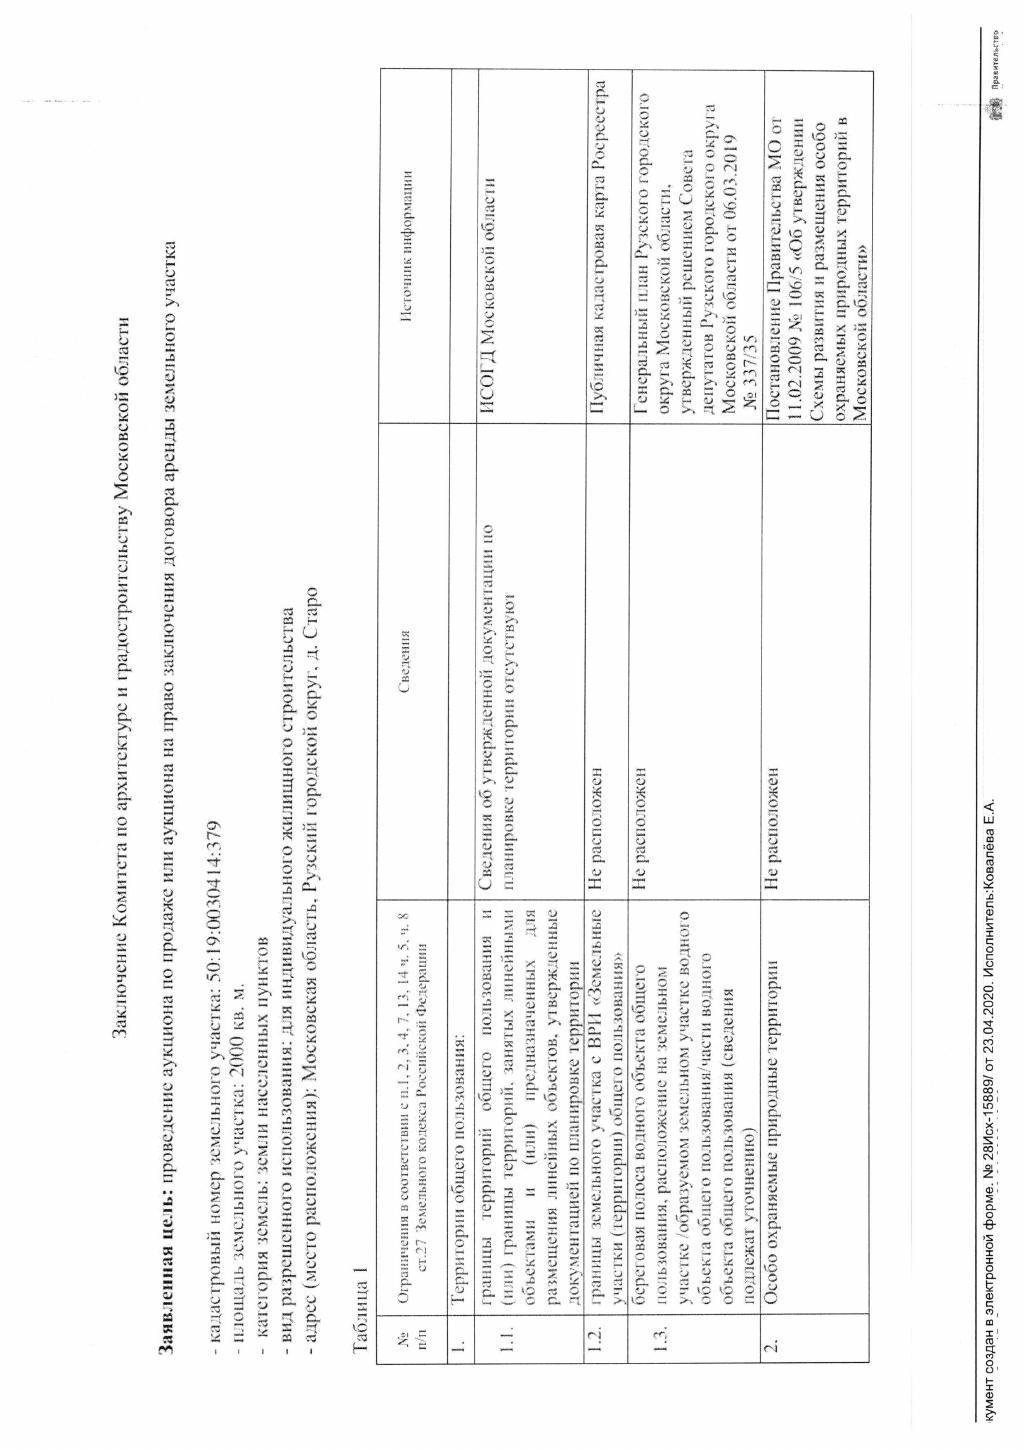 Заключение Комитета по архитектуре и градостроительству Московской области
Заявленная цель: проведение аукциона по продаже или аукциона на право заключения договора аренды земельного участка
- кадастровый номер земельного участка: 50:19:0030414:379
- площадь земельного участка: 2000 кв. м.
- категория земель: земли населенных пунктов
- вид разрешенного использования: для индивидуального жилищного строительства
- адрес (место расположения): Московская область, Рузский городской округ, д. Старо
Таблица 1
№
п/п
Ограничения в соответствии с п.1, 2, 3, 4, 7, 13, 14 ч. 5, ч. 8
ст.27 Земельного кодекса Российской Федерации
Сведения
Источник информации
1.
Территории общего пользования:
1.1.
границы территорий общего пользования и
(или) границы территорий, занятых линейными
объектами и (или) предназначенных для
размещения линейных объектов, утвержденные
документацией по планировке территории
Сведения об утвержденной документации по
планировке территории отсутствуют
ИСОГД Московской области
1.2.
границы земельного участка с ВРИ «Земельные
участки (территории) общего пользования»
Не расположен
Публичная кадастровая карта Росреестра
1.3.
береговая полоса водного объекта общего
пользования, расположение на земельном
участке /образуемом земельном участке водного
объекта общего пользования/части водного
объекта общего пользования (сведения
подлежат уточнению)
Не расположен
Генеральный план Рузского городского
округа Московской области,
утвержденный решением Совета
депутатов Рузского городского округа
Московской области от 06.03.2019
№ 337/35
2.
Особо охраняемые природные территории
Не расположен
Постановление Правительства МО от
11.02.2009 № 106/5 «Об утверждении
Схемы развития и размещения особо
охраняемых природных территорий в
Московской области»
кумент создан в электронной форме. № 28Исх-15889/ от 23.04.2020. Исполнитель:Ковалёва Е.А.
Правительство